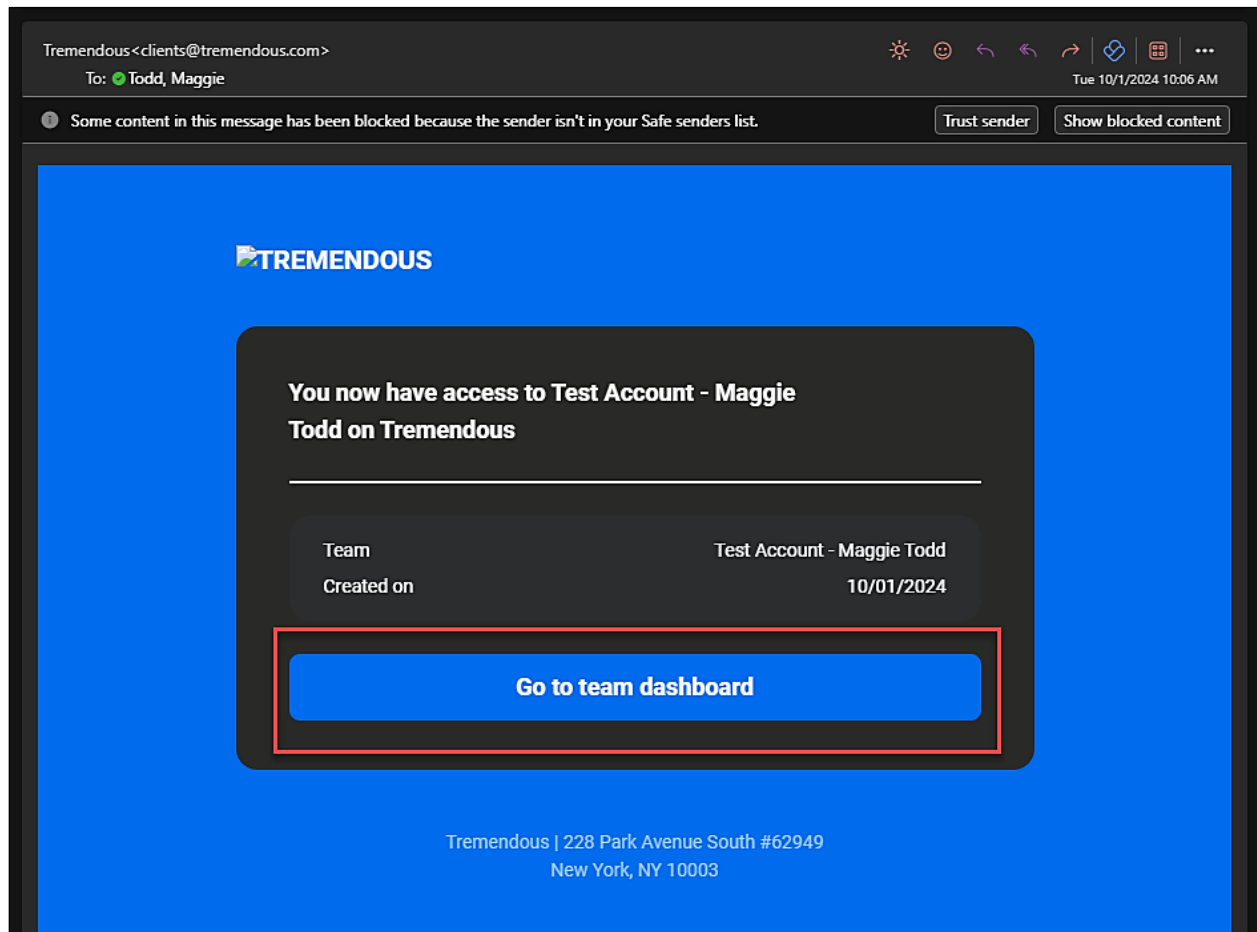 Tremendous<clients@tremendous.com>
To: Todd, Maggie
Tue 10/1/2024 10:06 AM
Some content in this message has been blocked because the sender isn't in your Safe senders list.
Trust sender
Show blocked content
TREMENDOUS
You now have access to Test Account - Maggie
Todd on Tremendous
Team Test Account - Maggie Todd
Created on 10/01/2024
Go to team dashboard
Tremendous | 228 Park Avenue South #62949
New York, NY 10003